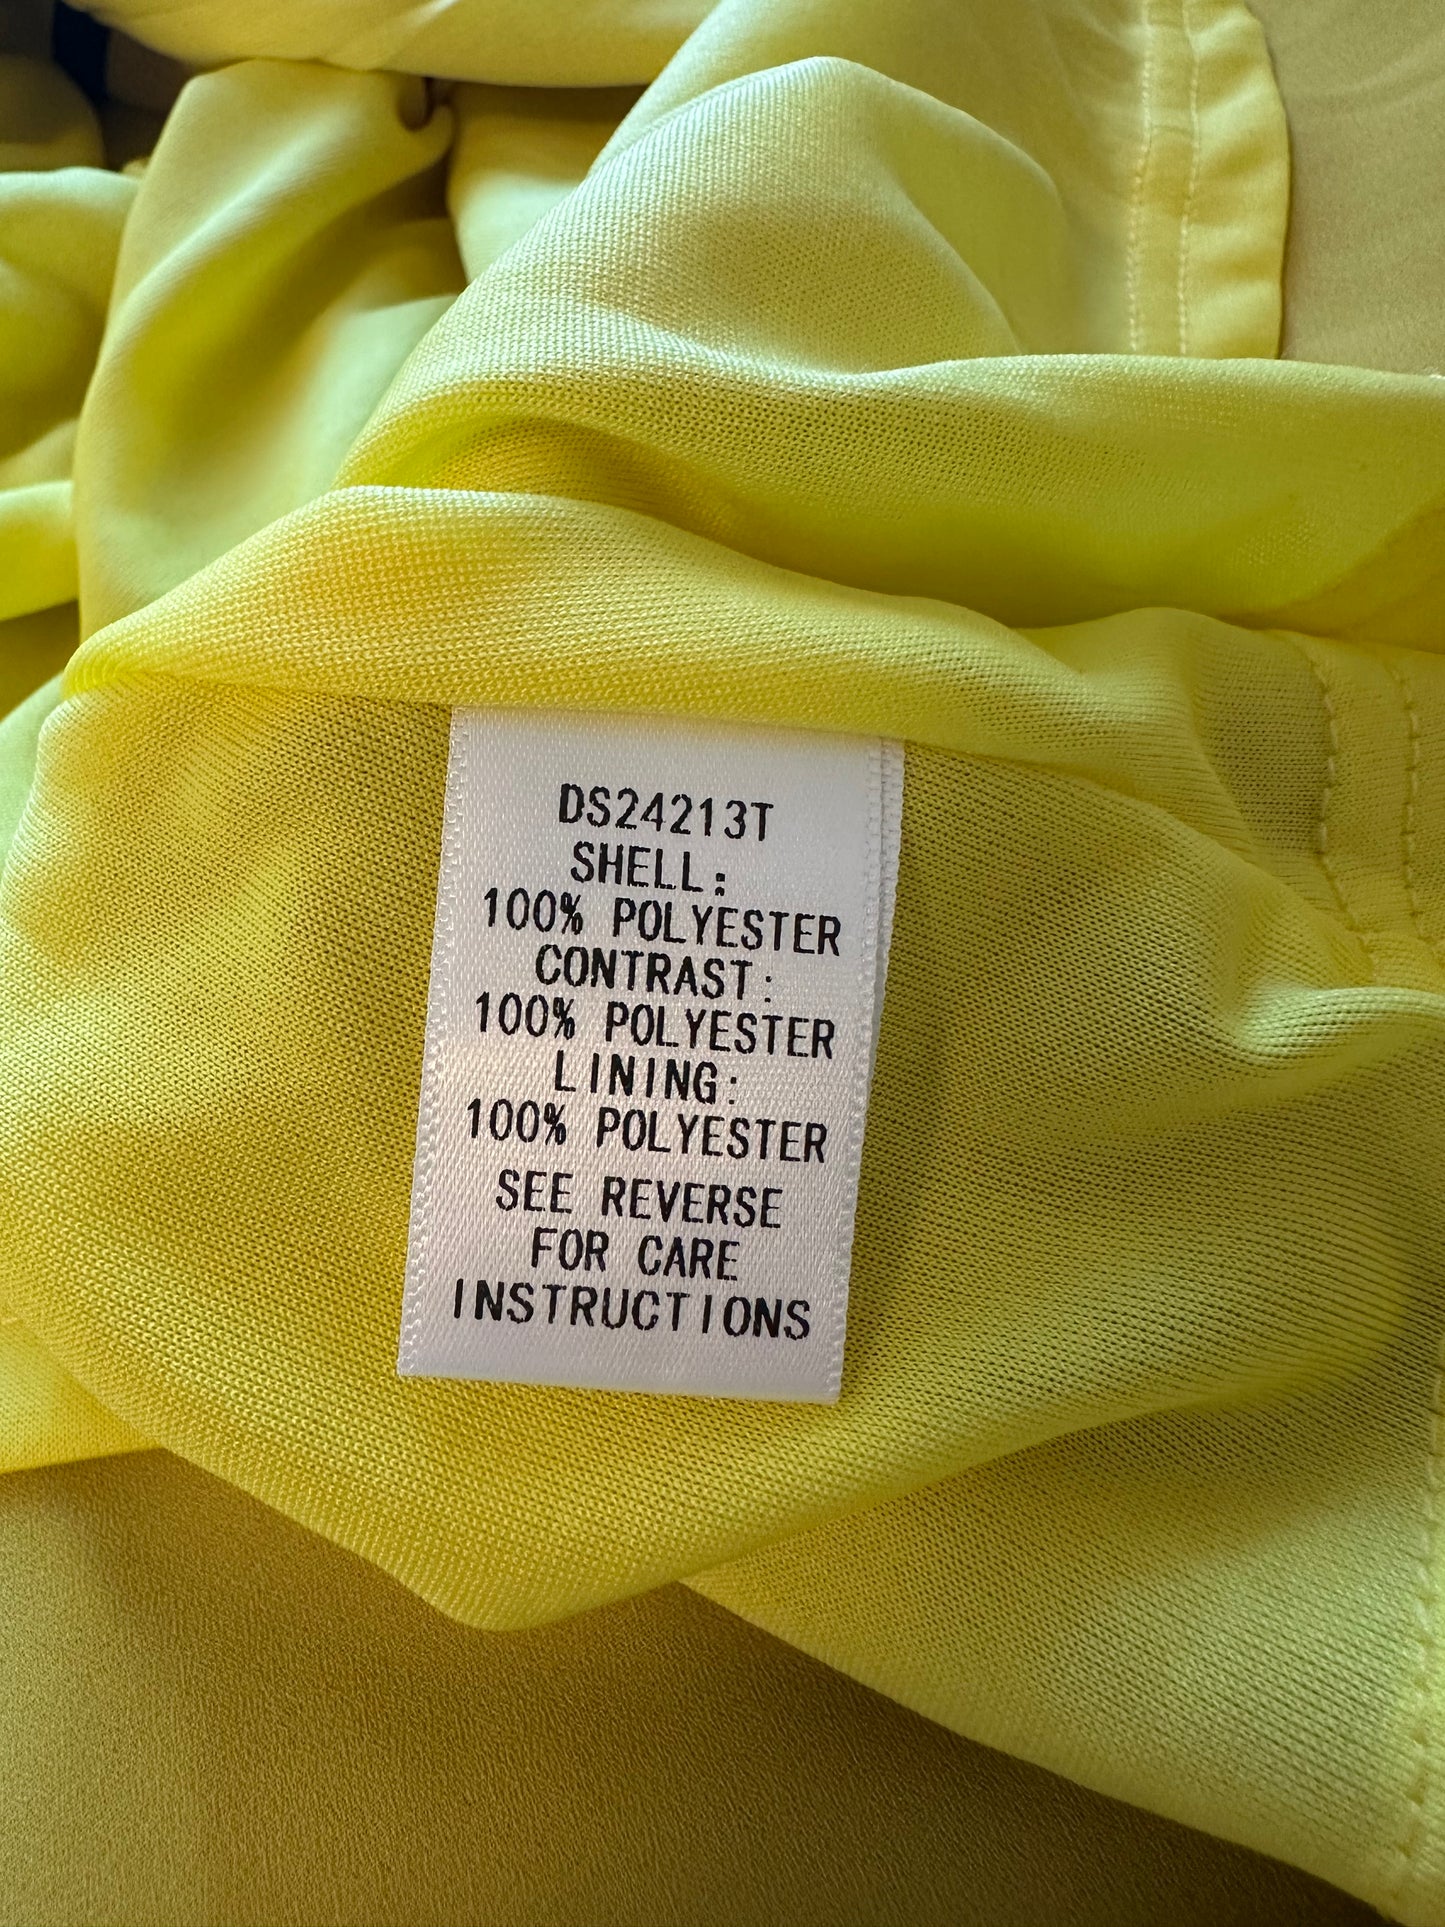 DS24213T
SHELL:
100% POLYESTER
CONTRAST:
100% POLYESTER
LINING:
100% POLYESTER
SEE REVERSE
FOR CARE
INSTRUCTIONS